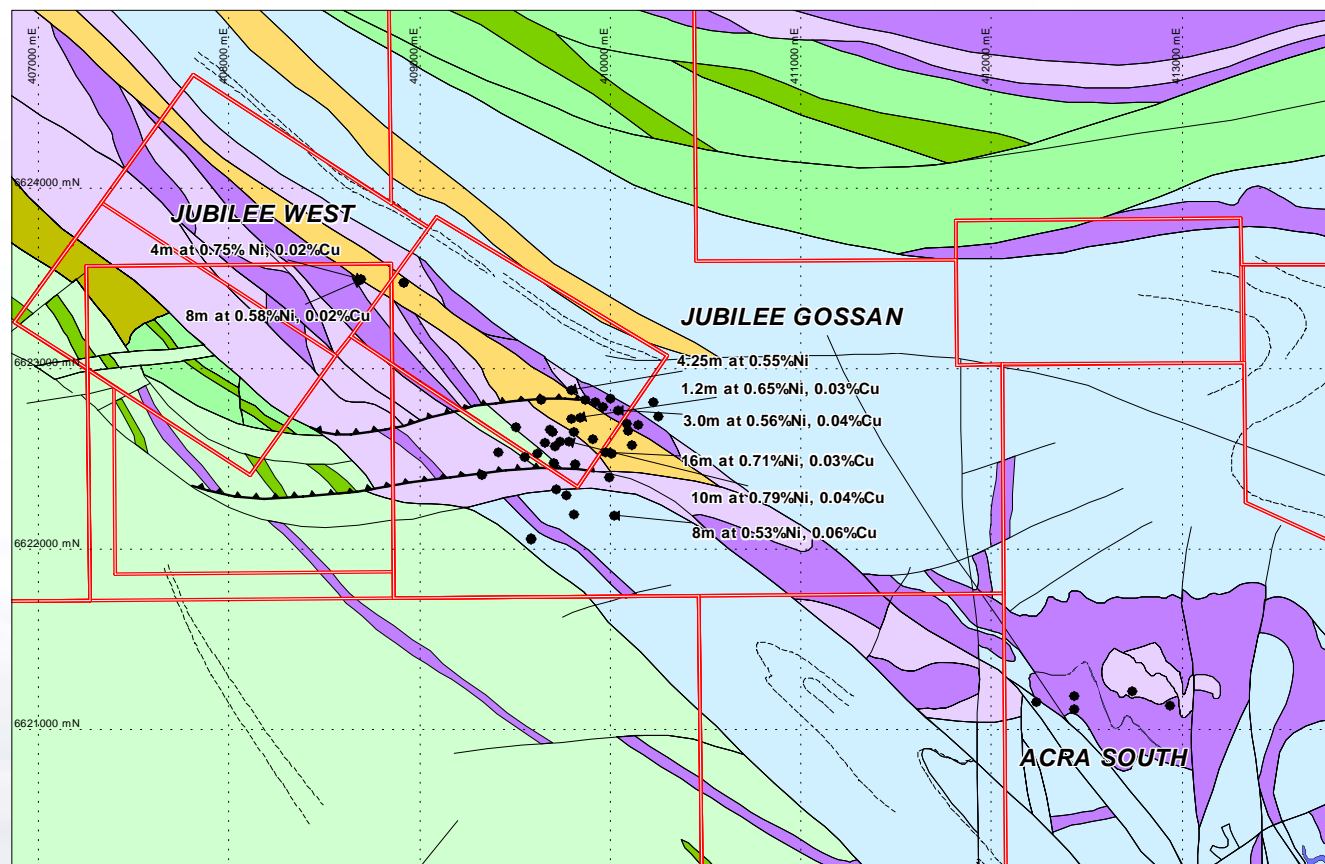 407000 mE
408000 mE
409000 mE
410000 mE
411000 mE
412000 mE
413000 mE
6624000 mN
JUBILEE WEST
4m at 0.75% Ni, 0.02%Cu
8m at 0.58%Ni, 0.02%Cu
JUBILEE GOSSAN
6623000 mN
4.25m at 0.55%Ni
1.2m at 0.65%Ni, 0.03%Cu
3.0m at 0.56%Ni, 0.04%Cu
16m at 0.71%Ni, 0.03%Cu
10m at 0.79%Ni, 0.04%Cu
8m at 0.53%Ni, 0.06%Cu
6622000 mN
6621000 mN
ACRA SOUTH